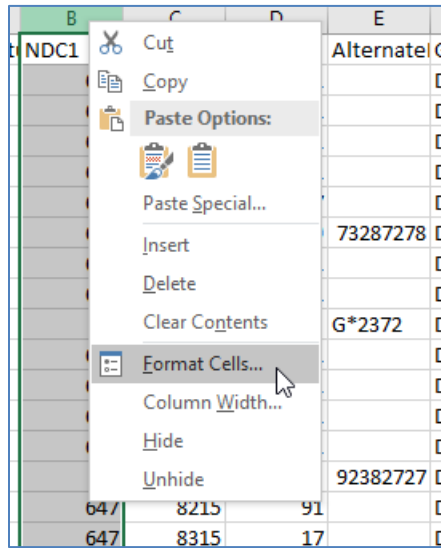 B C D E
NDC1 Alternatel
Cut
Copy
Paste Options:
Paste Special...
73287278
Insert
Delete
Clear Contents G*2372
Format Cells...
Column Width...
Hide
Unhide 92382727
647 8215 91
647 8315 17